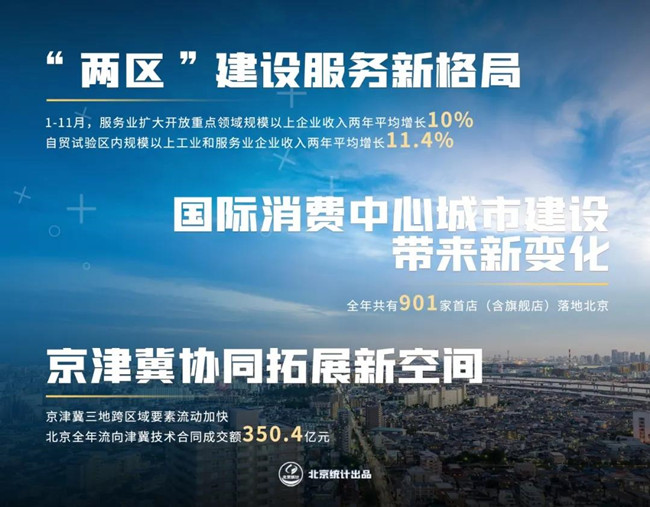 “两区”建设服务新格局
1-11月，服务业扩大开放重点领域规模以上企业收入两年平均增长10%
自贸试验区内规模以上工业和服务业企业收入两年平均增长11.4%
国际消费中心城市建设
带来新变化
全年共有901家首店（含旗舰店）落地北京
京津冀协同拓展新空间
京津冀三地跨区域要素流动加快
北京全年流向津冀技术合同成交额350.4亿元
北京统计出品